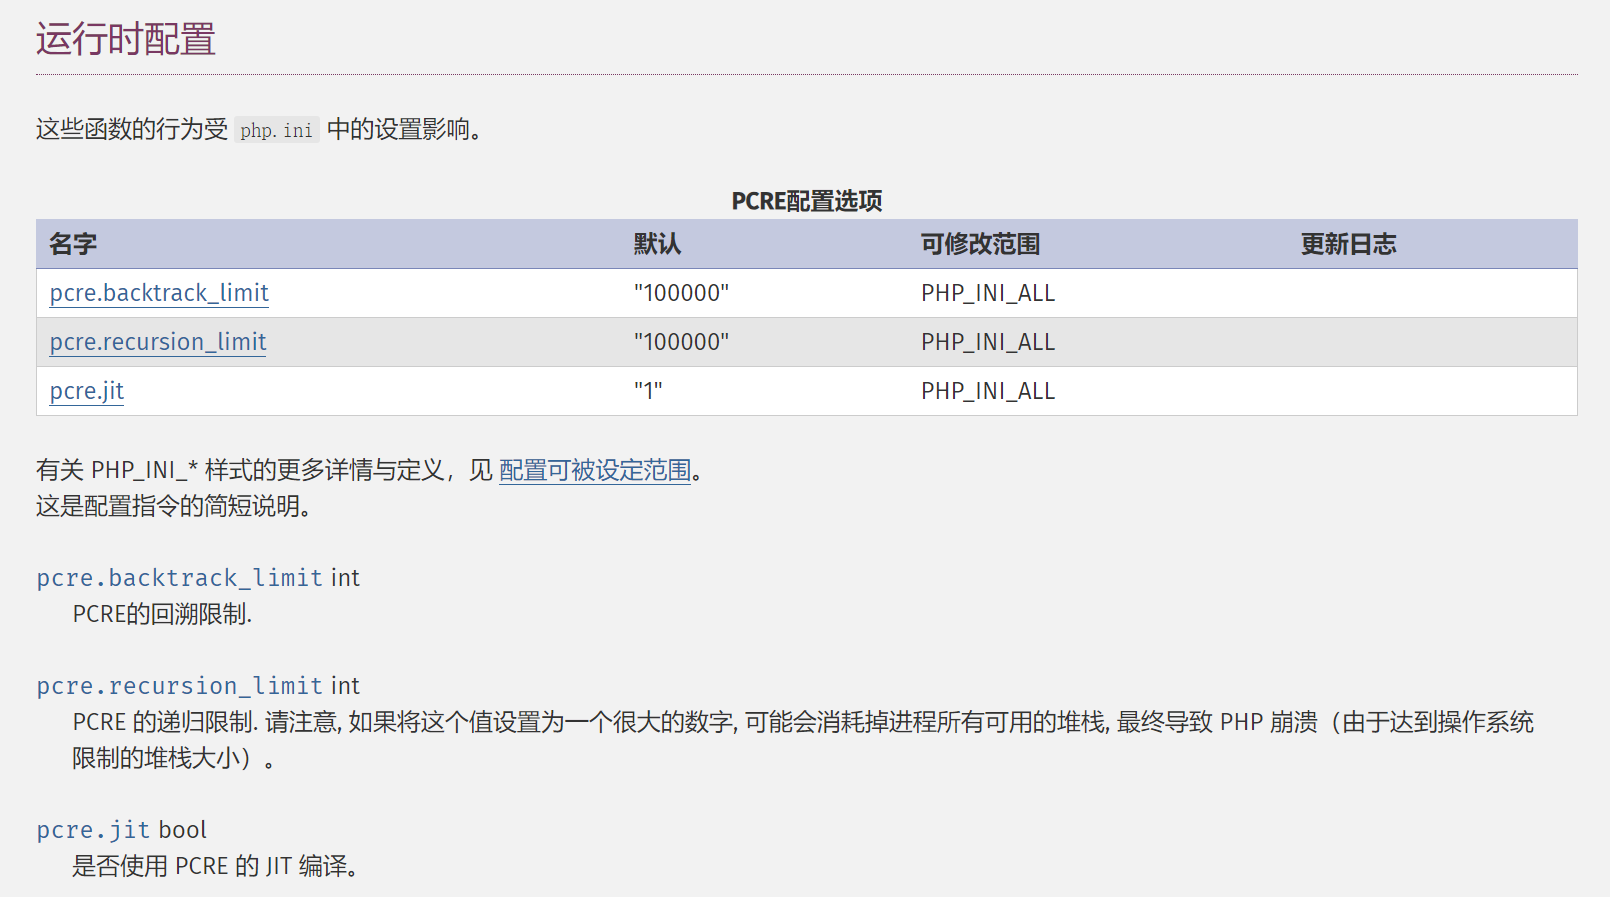 运行时配置
这些函数的行为受 php.ini 中的设置影响。
PCRE配置选项
名字 默认 可修改范围 更新日志
pcre.backtrack_limit "100000" PHP_INI_ALL
pcre.recursion_limit "100000" PHP_INI_ALL
pcre.jit "1" PHP_INI_ALL
有关 PHP_INI_* 样式的更多详情与定义，见 配置可被设定范围。
这是配置指令的简短说明。
pcre.backtrack_limit int
PCRE的回溯限制.
pcre.recursion_limit int
PCRE 的递归限制. 请注意, 如果将这个值设置为一个很大的数字, 可能会消耗掉进程所有可用的堆栈, 最终导致 PHP 崩溃（由于达到操作系统
限制的堆栈大小）。
pcre.jit bool
是否使用 PCRE 的 JIT 编译。